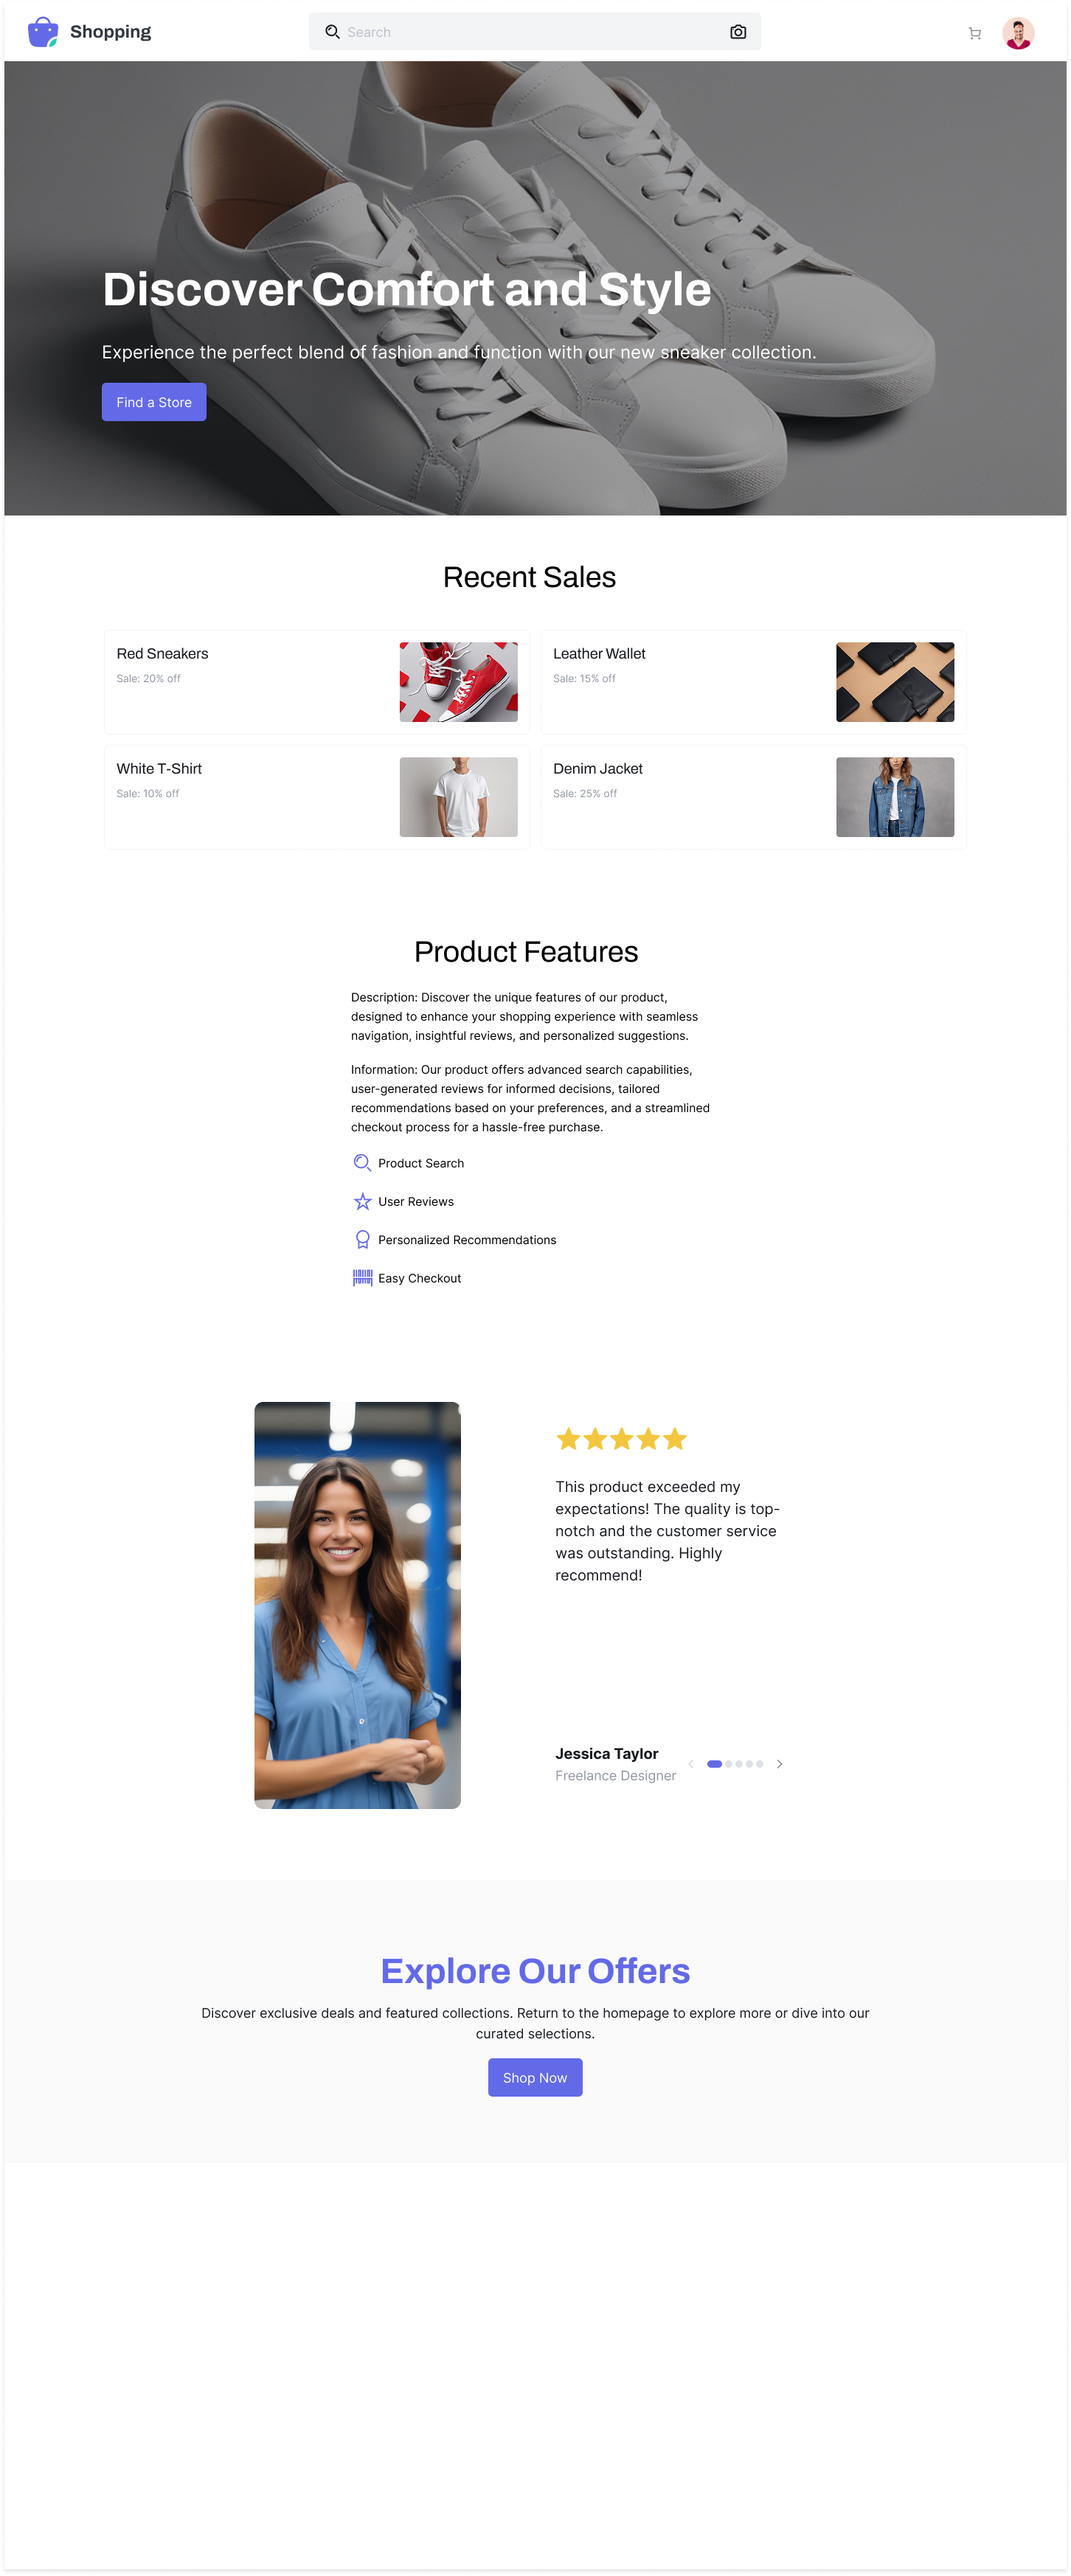 Shopping
Search
Discover Comfort and Style
Experience the perfect blend of fashion and function with our new sneaker collection.
Find a Store
Recent Sales
Red Sneakers
Sale: 20% off
Leather Wallet
Sale: 15% off
White T-Shirt
Sale: 10% off
Denim Jacket
Sale: 25% off
Product Features
Description: Discover the unique features of our product,
designed to enhance your shopping experience with seamless
navigation, insightful reviews, and personalized suggestions.
Information: Our product offers advanced search capabilities,
user-generated reviews for informed decisions, tailored
recommendations based on your preferences, and a streamlined
checkout process for a hassle-free purchase.
Product Search
User Reviews
Personalized Recommendations
Easy Checkout
This product exceeded my
expectations! The quality is top-
notch and the customer service
was outstanding. Highly
recommend!
Jessica Taylor
Freelance Designer
Explore Our Offers
Discover exclusive deals and featured collections. Return to the homepage to explore more or dive into our
curated selections.
Shop Now